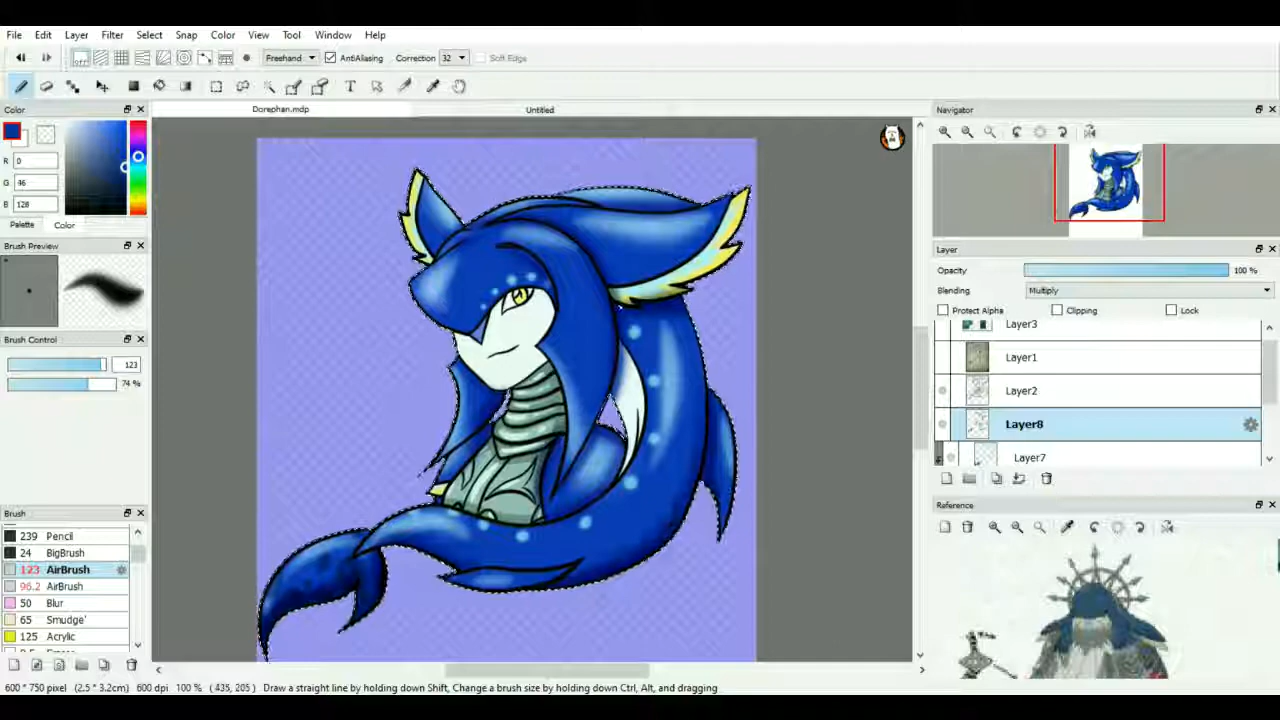 File Edit Layer Filter Select Snap Color View Tool Window Help
Freehand AntiAliasing Correction 32 Soft Edge
Color
Dorephan.mdp Untitled
Navigator
R 0
G 46
B 128
Palette Color
Brush Preview
Layer
Opacity 100 %
Blending Multiply
Protect Alpha Clipping Lock
Layer3
Layer1
Layer2
Layer8
Layer7
Brush Control
123
74 %
Reference
Brush
239 Pencil
24 BigBrush
123 AirBrush
96.2 AirBrush
50 Blur
65 Smudge'
125 Acrylic
600 * 750 pixel (2.5 * 3.2cm) 600 dpi 100 % ( 435, 205) Draw a straight line by holding down Shift, Change a brush size by holding down Ctrl, Alt, and dragging